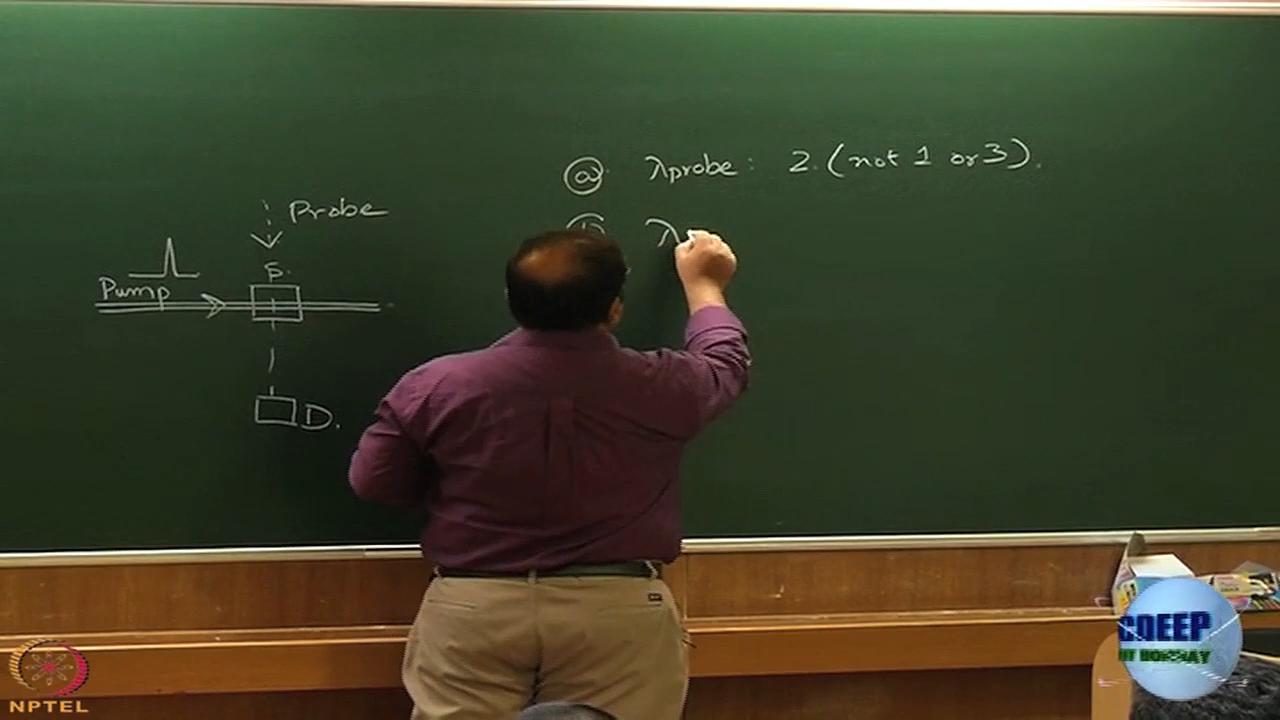 ⓐ λprobe: 2. (not 1 or 3).
ⓑ λ
Probe
S.
Pump
D.
CDEEP
IIT BOMBAY
NPTEL